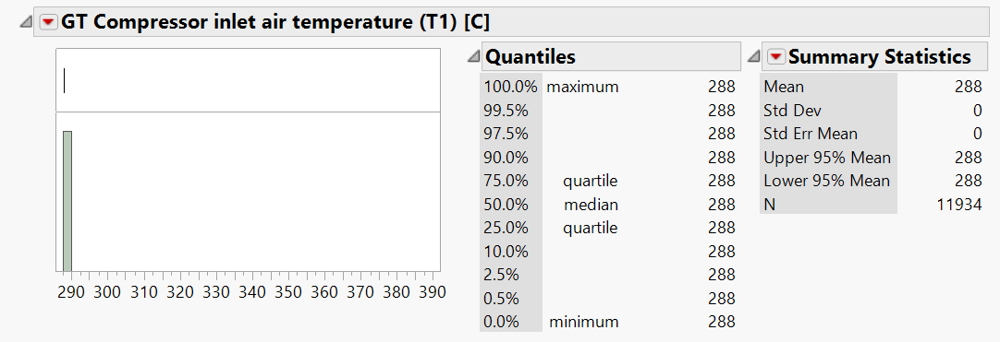 GT Compressor inlet air temperature (T1) [C]
290 300 310 320 330 340 350 360 370 380 390
Quantiles
100.0% maximum 288
99.5% 288
97.5% 288
90.0% 288
75.0% quartile 288
50.0% median 288
25.0% quartile 288
10.0% 288
2.5% 288
0.5% 288
0.0% minimum 288
Summary Statistics
Mean 288
Std Dev 0
Std Err Mean 0
Upper 95% Mean 288
Lower 95% Mean 288
N 11934